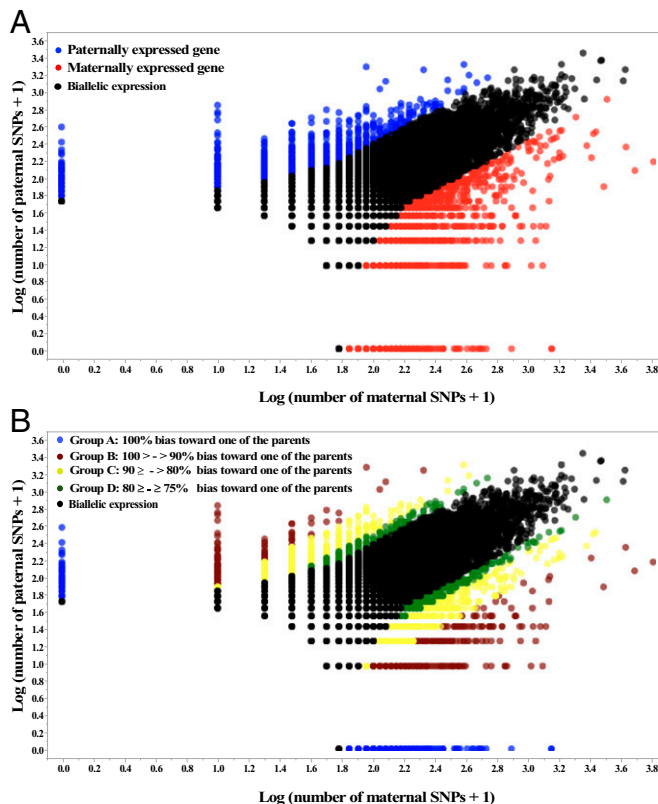 A
Log (number of paternal SNPs + 1)
3.6
3.4
3.2
3.0
2.8
2.6
2.4
2.2
2.0
1.8
1.6
1.4
1.2
1.0
0.8
0.6
0.4
0.2
0.0
Paternally expressed gene
Maternally expressed gene
Biallelic expression
0.0 0.2 0.4 0.6 0.8 1.0 1.2 1.4 1.6 1.8 2.0 2.2 2.4 2.6 2.8 3.0 3.2 3.4 3.6 3.8
Log (number of maternal SNPs + 1)
B
Log (number of paternal SNPs + 1)
3.6
3.4
3.2
3.0
2.8
2.6
2.4
2.2
2.0
1.8
1.6
1.4
1.2
1.0
0.8
0.6
0.4
0.2
0.0
Group A: 100% bias toward one of the parents
Group B: 100 > - > 90% bias toward one of the parents
Group C: 90 ≥ - > 80% bias toward one of the parents
Group D: 80 ≥ - ≥ 75% bias toward one of the parents
Biallelic expression
0.0 0.2 0.4 0.6 0.8 1.0 1.2 1.4 1.6 1.8 2.0 2.2 2.4 2.6 2.8 3.0 3.2 3.4 3.6 3.8
Log (number of maternal SNPs + 1)